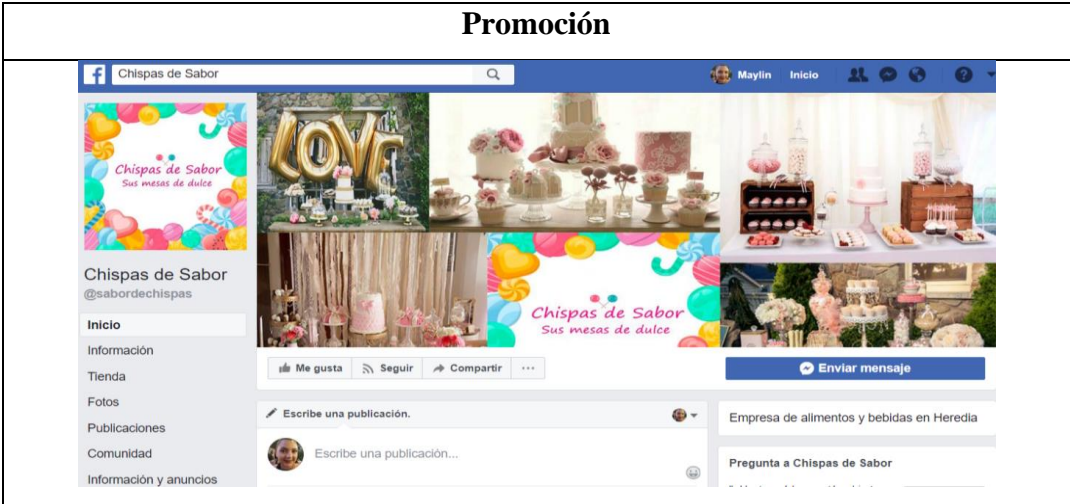 Promoción
Chispas de Sabor
Maylin Inicio
Chispas de Sabor
Sus mesas de dulce
LOVE
Chispas de Sabor
Sus mesas de dulce
Chispas de Sabor
@sabordechispas
Inicio
Información
Tienda
Fotos
Publicaciones
Comunidad
Información y anuncios
Me gusta Seguir Compartir ...
Enviar mensaje
Escribe una publicación.
Escribe una publicación...
Empresa de alimentos y bebidas en Heredia
Pregunta a Chispas de Sabor